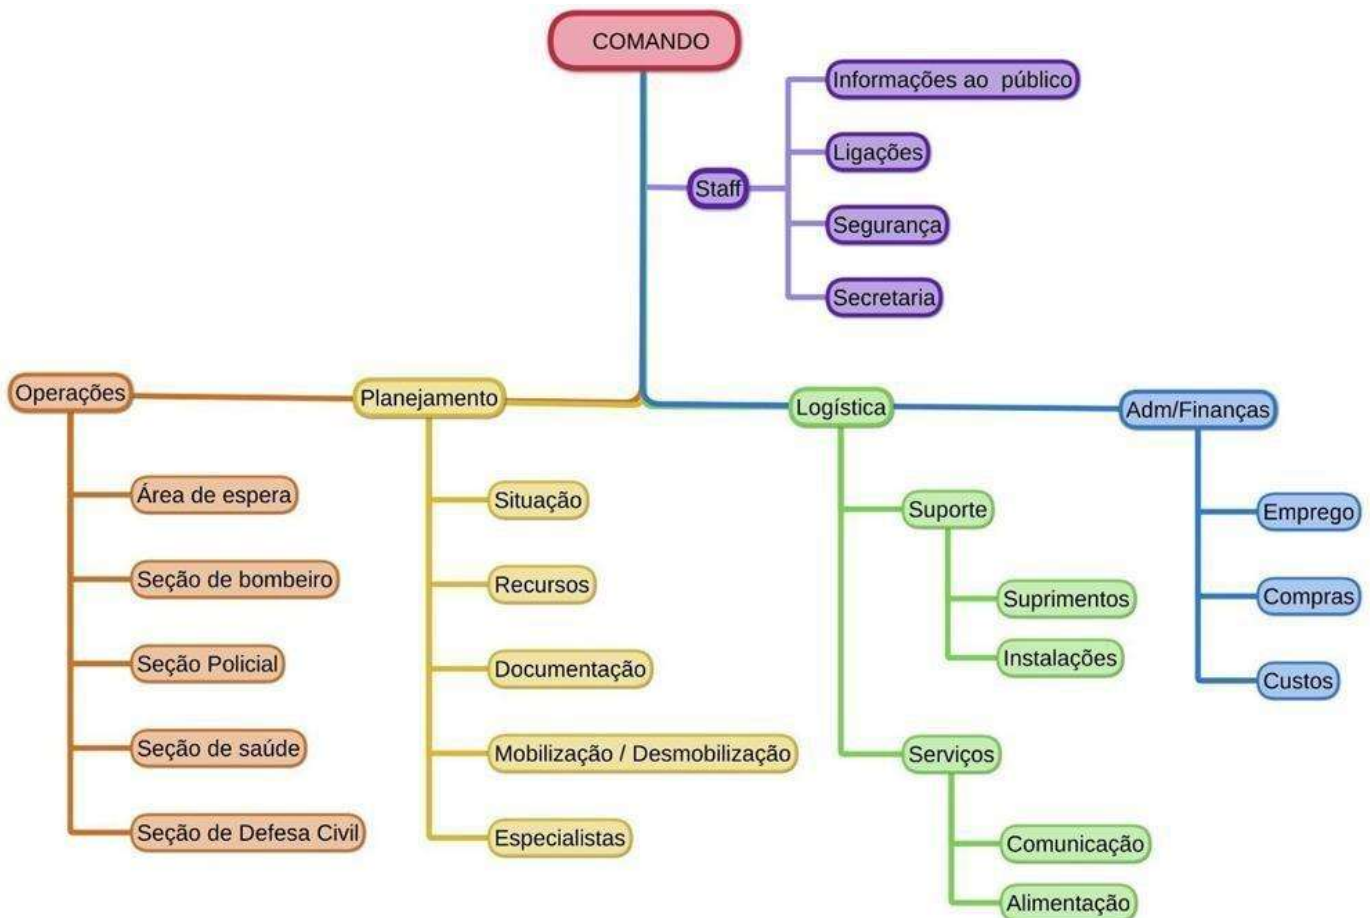 COMANDO
Informações ao público
Ligações
Staff
Segurança
Secretaria
Operações
Área de espera
Seção de bombeiro
Seção Policial
Seção de saúde
Seção de Defesa Civil
Planejamento
Situação
Recursos
Documentação
Mobilização / Desmobilização
Especialistas
Logística
Suporte
Suprimentos
Instalações
Serviços
Comunicação
Alimentação
Adm/Finanças
Emprego
Compras
Custos